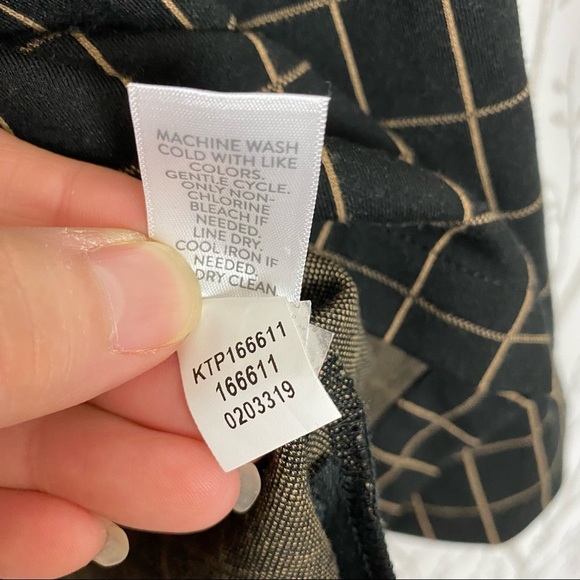 MACHINE WASH
COLD WITH LIKE
COLORS.
GENTLE CYCLE.
ONLY NON-
CHLORINE
BLEACH IF
NEEDED.
LINE DRY.
COOL IRON IF
NEEDED.
DRY CLEAN
KTP166611
166611
0203319